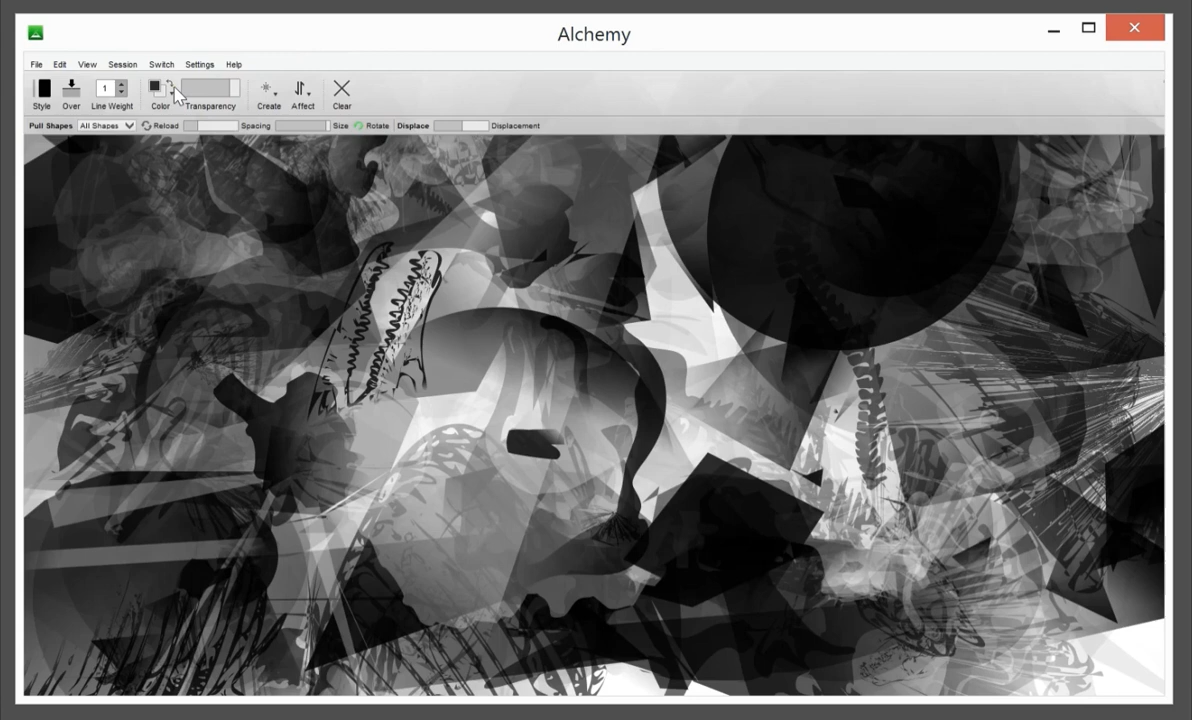 Alchemy
File Edit View Session Switch Settings Help
1
Style Over Line Weight Color Transparency Create Affect Clear
Pull Shapes All Shapes Reload Spacing Size Rotate Displace Displacement